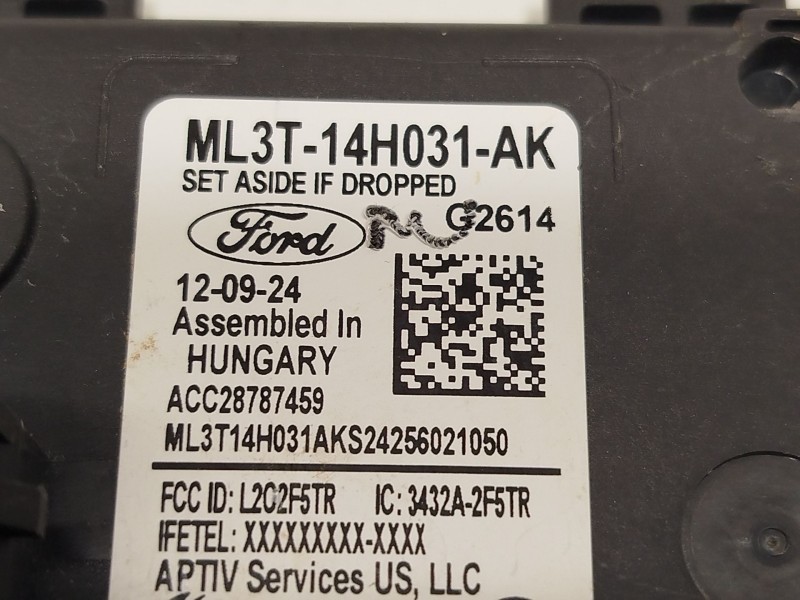 ML3T-14H031-AK
SET ASIDE IF DROPPED
Ford G2614
12-09-24
Assembled In
HUNGARY
ACC28787459
ML3T14H031AKS24256021050
FCC ID: L2C2F5TR IC: 3432A-2F5TR
IFETEL: XXXXXXXXX-XXXX
APTIV Services US, LLC